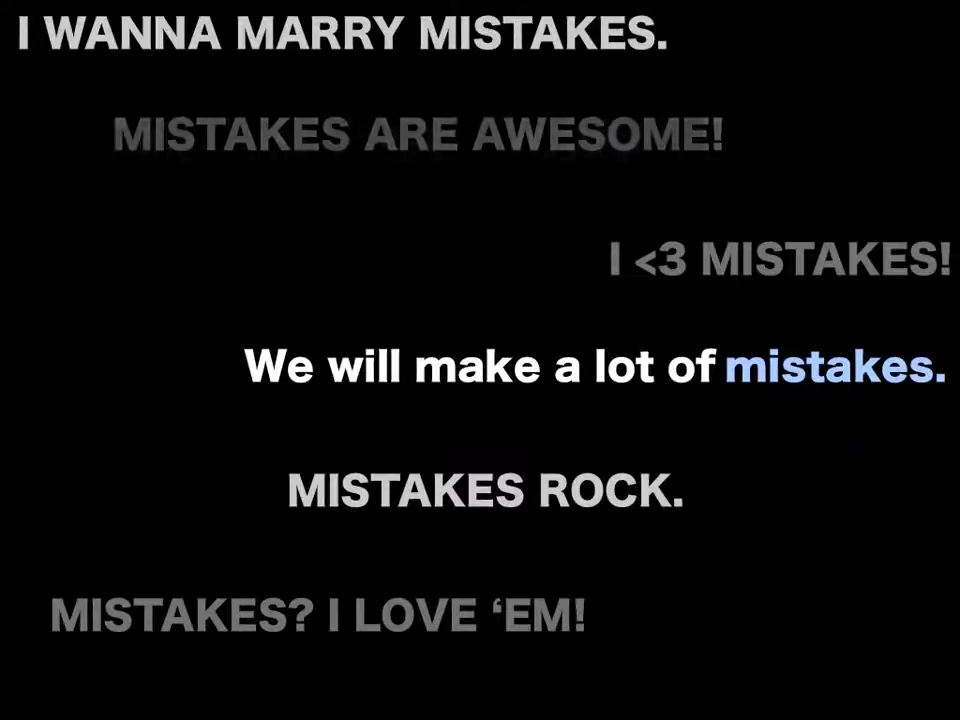 I WANNA MARRY MISTAKES.
MISTAKES ARE AWESOME!
I <3 MISTAKES!
We will make a lot of mistakes.
MISTAKES ROCK.
MISTAKES? I LOVE ‘EM!